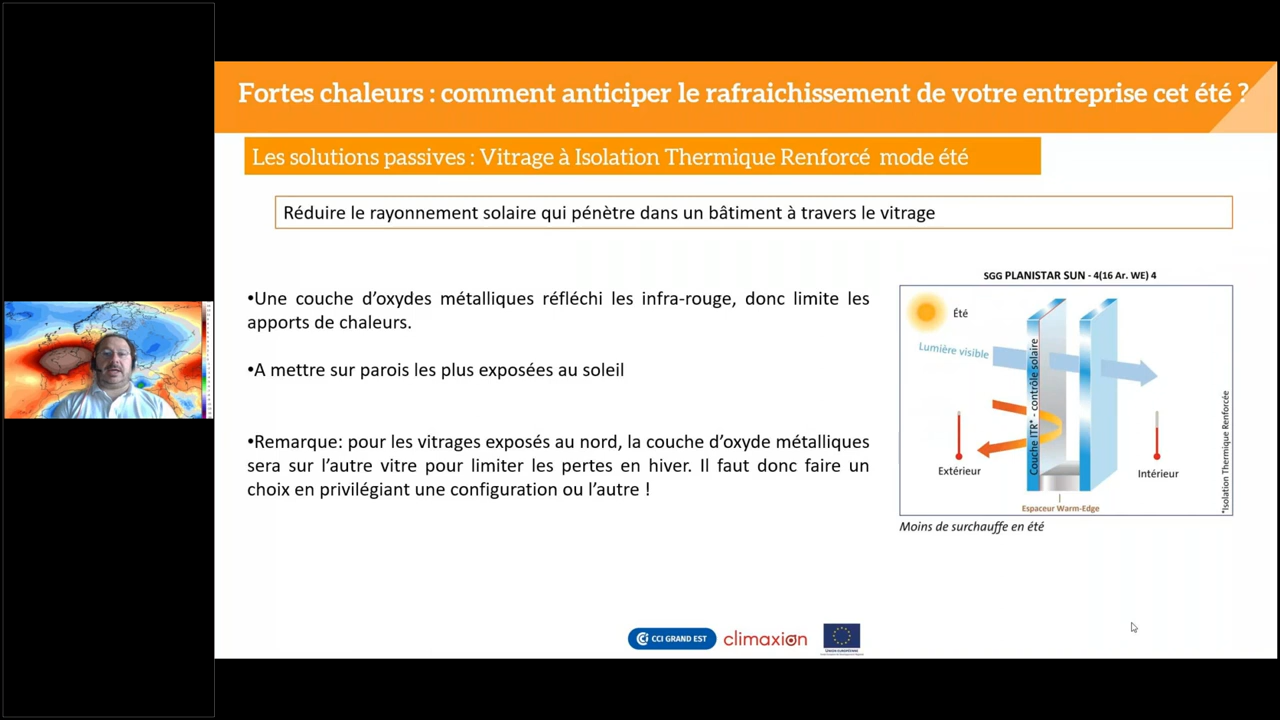 Fortes chaleurs : comment anticiper le rafraichissement de votre entreprise cet été ?
Les solutions passives : Vitrage à Isolation Thermique Renforcé mode été
Réduire le rayonnement solaire qui pénètre dans un bâtiment à travers le vitrage
•Une couche d'oxydes métalliques réfléchi les infra-rouge, donc limite les
apports de chaleurs.
•A mettre sur parois les plus exposées au soleil
•Remarque: pour les vitrages exposés au nord, la couche d'oxyde métalliques
sera sur l'autre vitre pour limiter les pertes en hiver. Il faut donc faire un
choix en privilégiant une configuration ou l'autre !
SGG PLANISTAR SUN - 4(16 Ar. WE) 4
Été
Lumière visible
Couche ITR* - contrôle solaire
Extérieur
Intérieur
*Isolation Thermique Renforcée
Espaceur Warm-Edge
Moins de surchauffe en été
CCI GRAND EST
climaxion
UNION EUROPÉENNE